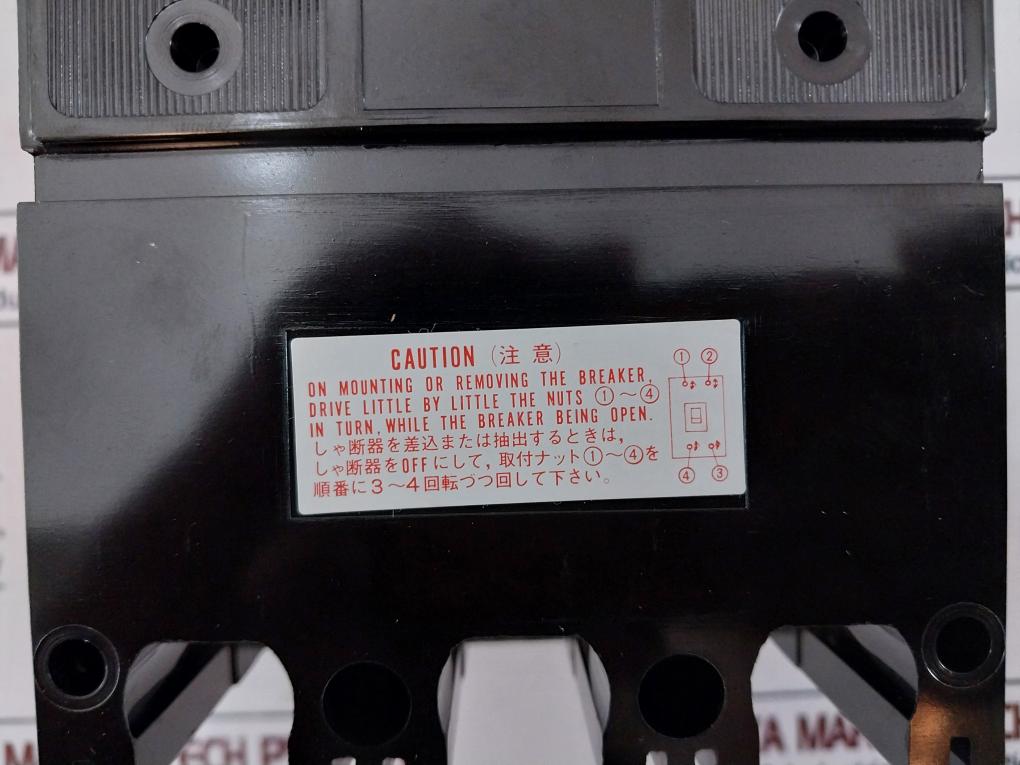 CAUTION (注 意)
ON MOUNTING OR REMOVING THE BREAKER,
DRIVE LITTLE BY LITTLE THE NUTS ①～④
IN TURN, WHILE THE BREAKER BEING OPEN.
しゃ断器を差込または抽出するときは,
しゃ断器をOFFにして, 取付ナット①～④を
順番に3～4回転づつ回して下さい。
① ②
④ ③